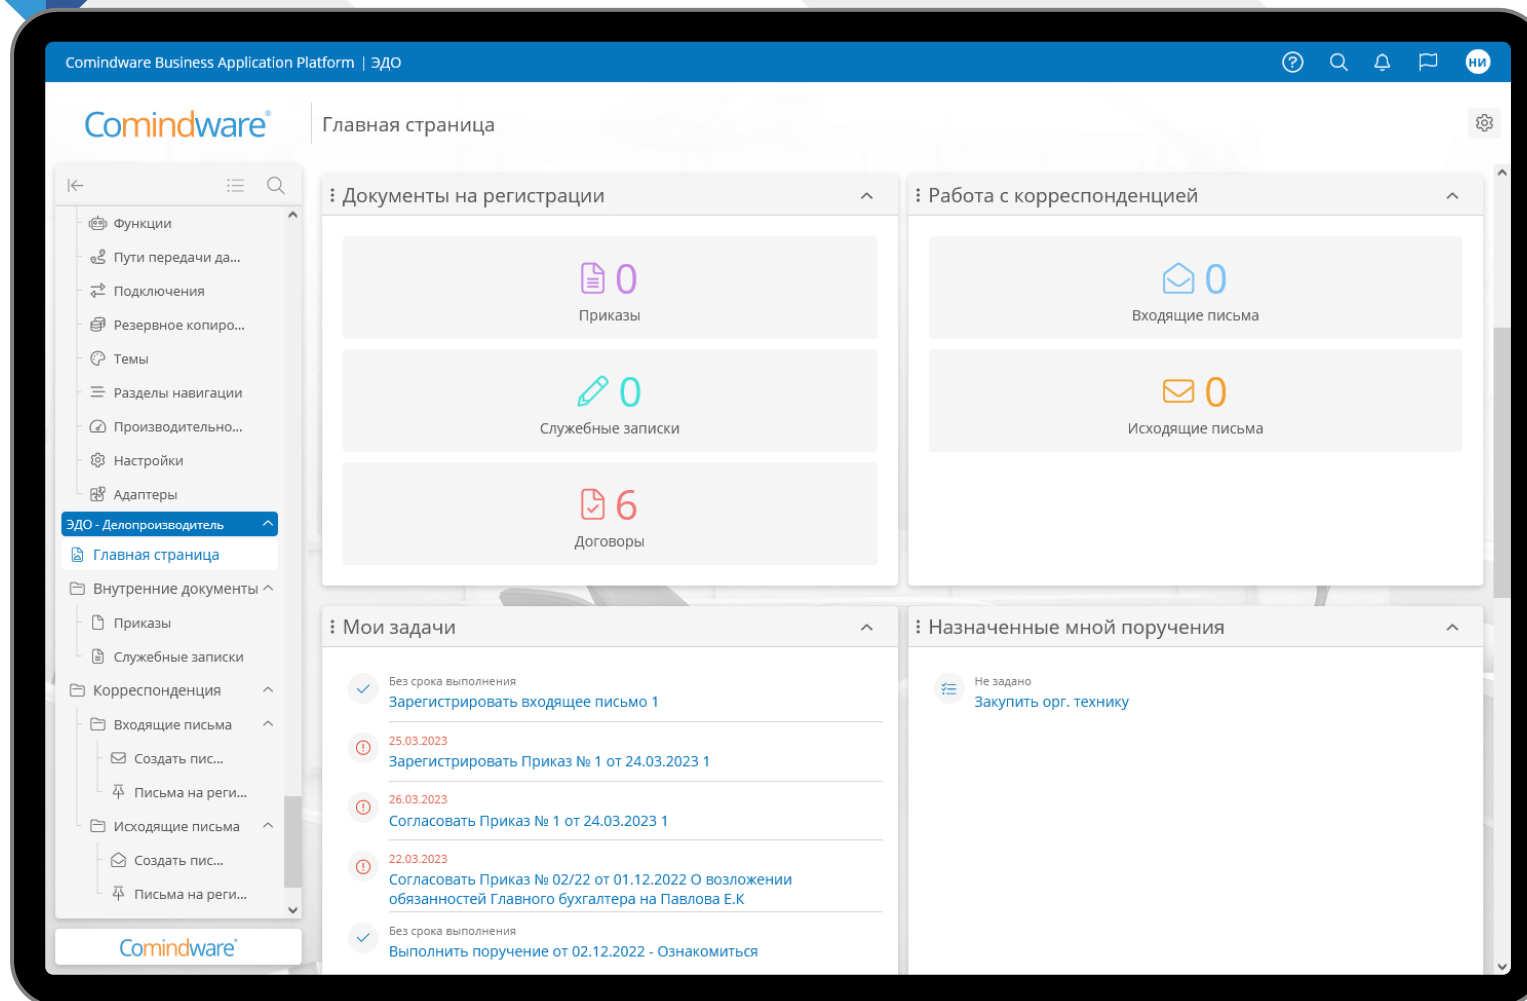 Comindware Business Application Platform | ЭДО
НИ
Comindware®
Главная страница
Функции
Пути передачи да...
Подключения
Резервное копиро...
Темы
Разделы навигации
Производительно...
Настройки
Адаптеры
ЭДО - Делопроизводитель
Главная страница
Внутренние документы
Приказы
Служебные записки
Корреспонденция
Входящие письма
Создать пис...
Письма на реги...
Исходящие письма
Создать пис...
Письма на реги...
Comindware®
Документы на регистрации
0
Приказы
0
Служебные записки
6
Договоры
Работа с корреспонденцией
0
Входящие письма
0
Исходящие письма
Мои задачи
Без срока выполнения
Зарегистрировать входящее письмо 1
25.03.2023
Зарегистрировать Приказ № 1 от 24.03.2023 1
26.03.2023
Согласовать Приказ № 1 от 24.03.2023 1
22.03.2023
Согласовать Приказ № 02/22 от 01.12.2022 О возложении
обязанностей Главного бухгалтера на Павлова Е.К
Без срока выполнения
Выполнить поручение от 02.12.2022 - Ознакомиться
Назначенные мной поручения
Не задано
Закупить орг. технику